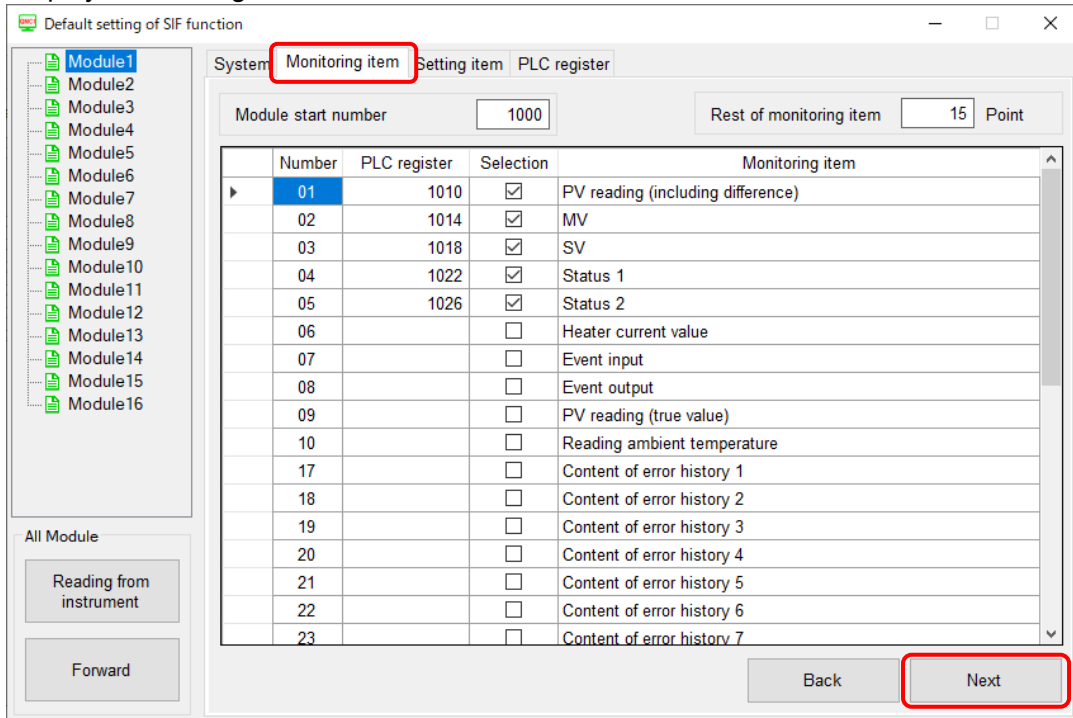 Default setting of SIF function
Module1
Module2
Module3
Module4
Module5
Module6
Module7
Module8
Module9
Module10
Module11
Module12
Module13
Module14
Module15
Module16
All Module
Reading from
instrument
Forward
System Monitoring item Setting item PLC register
Module start number 1000 Rest of monitoring item 15 Point
Number PLC register Selection Monitoring item
01 1010 PV reading (including difference)
02 1014 MV
03 1018 SV
04 1022 Status 1
05 1026 Status 2
06 Heater current value
07 Event input
08 Event output
09 PV reading (true value)
10 Reading ambient temperature
17 Content of error history 1
18 Content of error history 2
19 Content of error history 3
20 Content of error history 4
21 Content of error history 5
22 Content of error history 6
23 Content of error history 7
Back Next